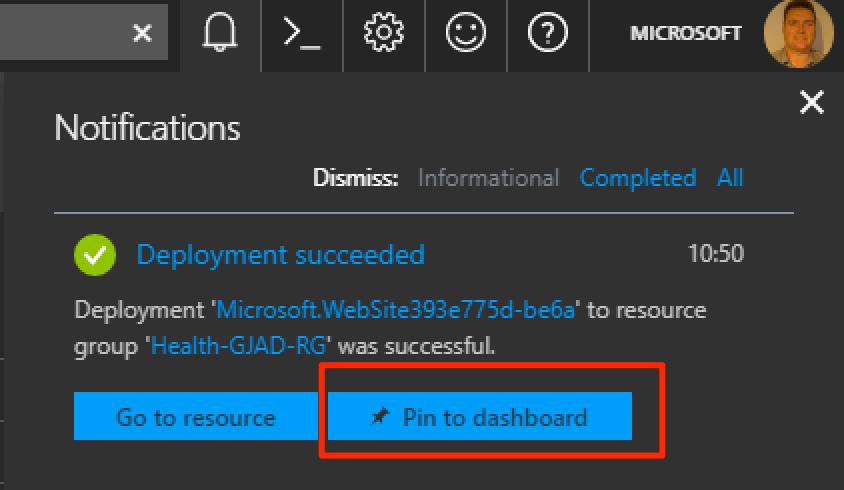 MICROSOFT
Notifications
Dismiss: Informational Completed All
Deployment succeeded 10:50
Deployment 'Microsoft.WebSite393e775d-be6a' to resource
group 'Health-GJAD-RG' was successful.
Go to resource Pin to dashboard